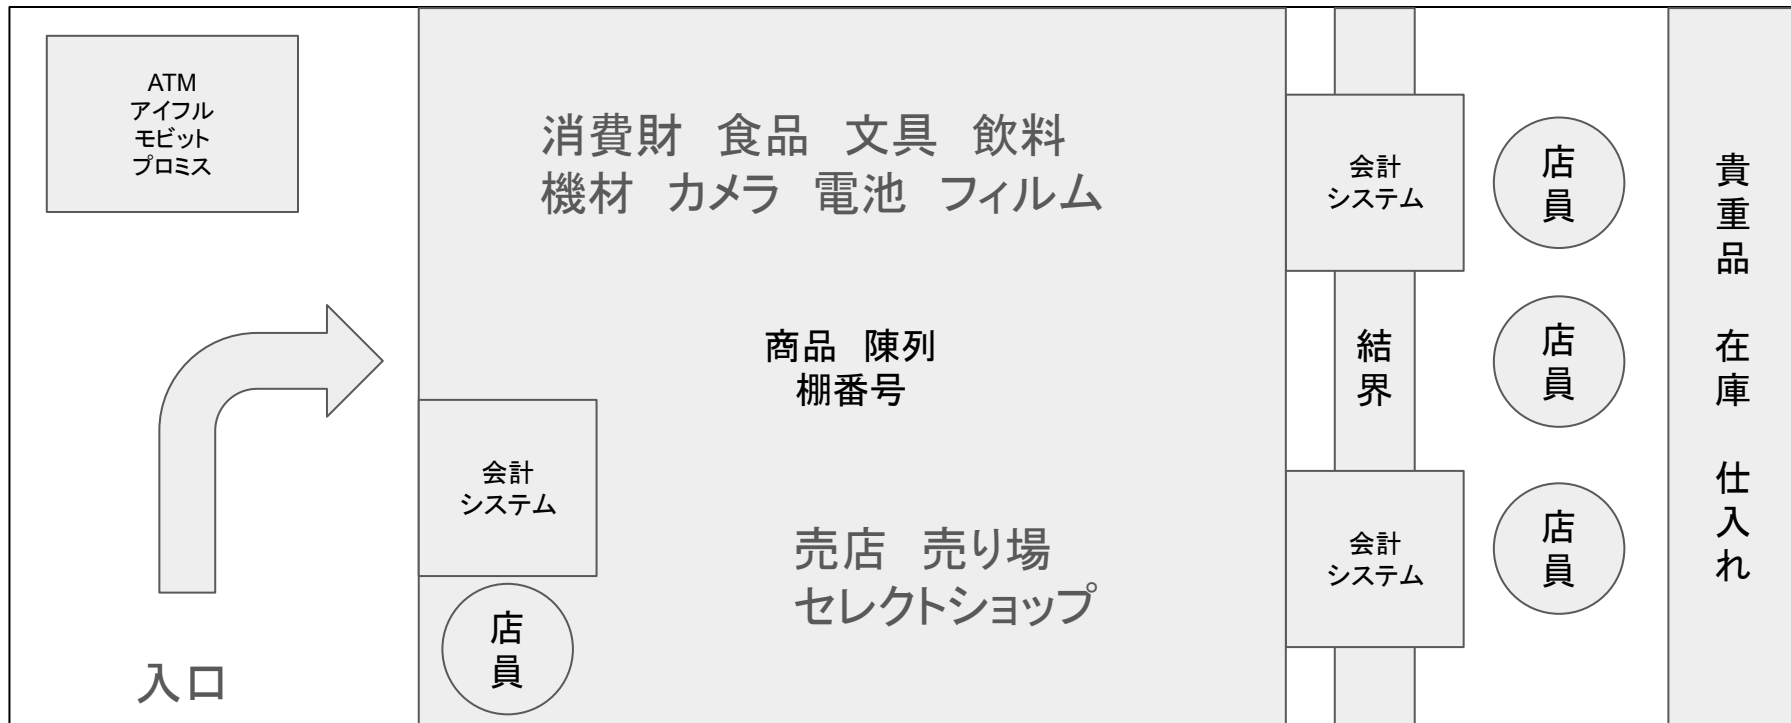 ATM
アイフル
モビット
プロミス
入口
消費財　食品　文具　飲料
機材　カメラ　電池　フィルム
商品　陳列
棚番号
会計
システム
店
員
売店　売り場
セレクトショップ
会計
システム
結
界
会計
システム
店
員
店
員
店
員
貴
重
品
在
庫
仕
入
れ